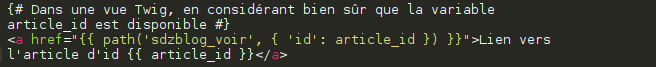 {# Dans une vue Twig, en considérant bien sûr que la variable
article_id est disponible #}
<a href="{{ path('sdzblog_voir', { 'id': article_id }) }}">Lien vers
l'article d'id {{ article_id }}</a>